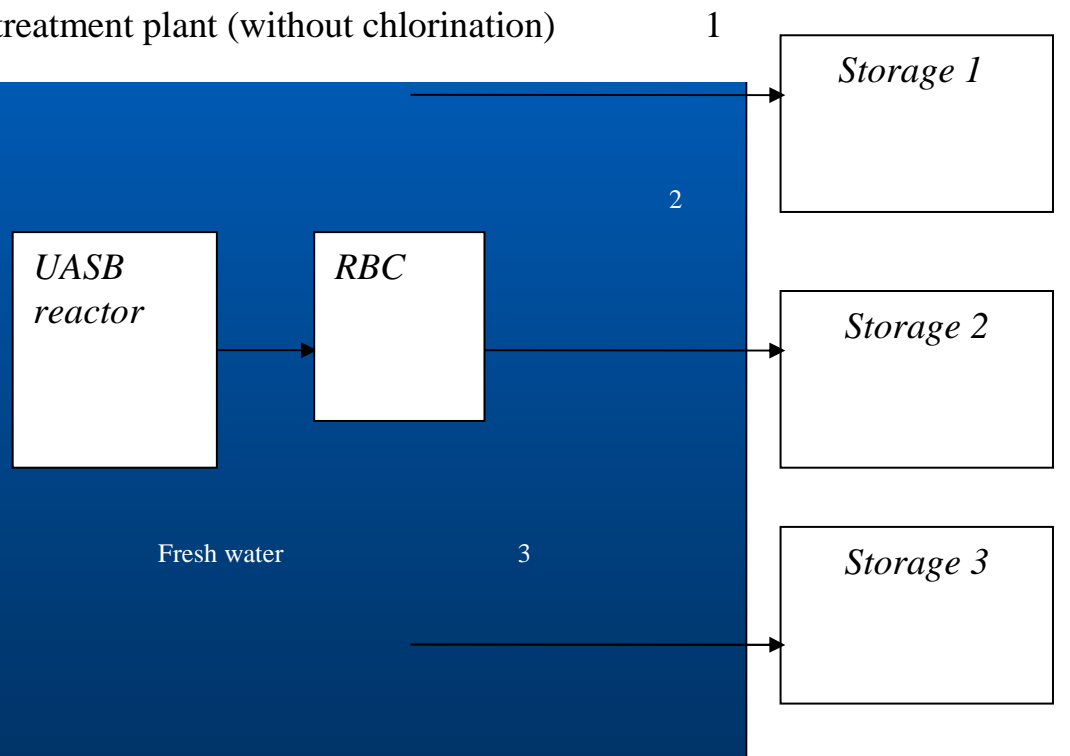 treatment plant (without chlorination) 1
Storage 1
2
UASB
reactor
RBC
Storage 2
Fresh water 3
Storage 3